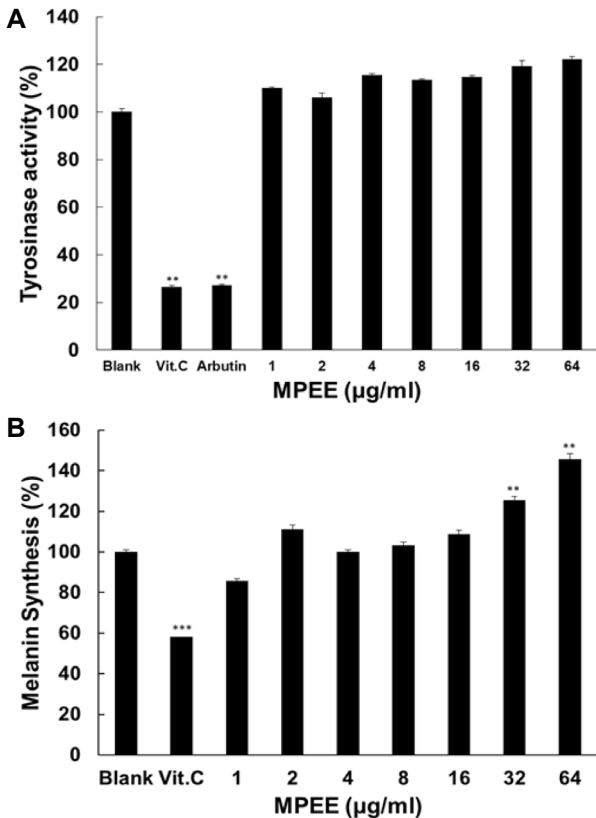 A
Tyrosinase activity (%)
140
120
100
80
60
40
20
0
** **
Blank Vit.C Arbutin 1 2 4 8 16 32 64
MPEE (µg/ml)
B
Melanin Synthesis (%)
160
140
120
100
80
60
40
20
0
*** ** **
Blank Vit.C 1 2 4 8 16 32 64
MPEE (µg/ml)